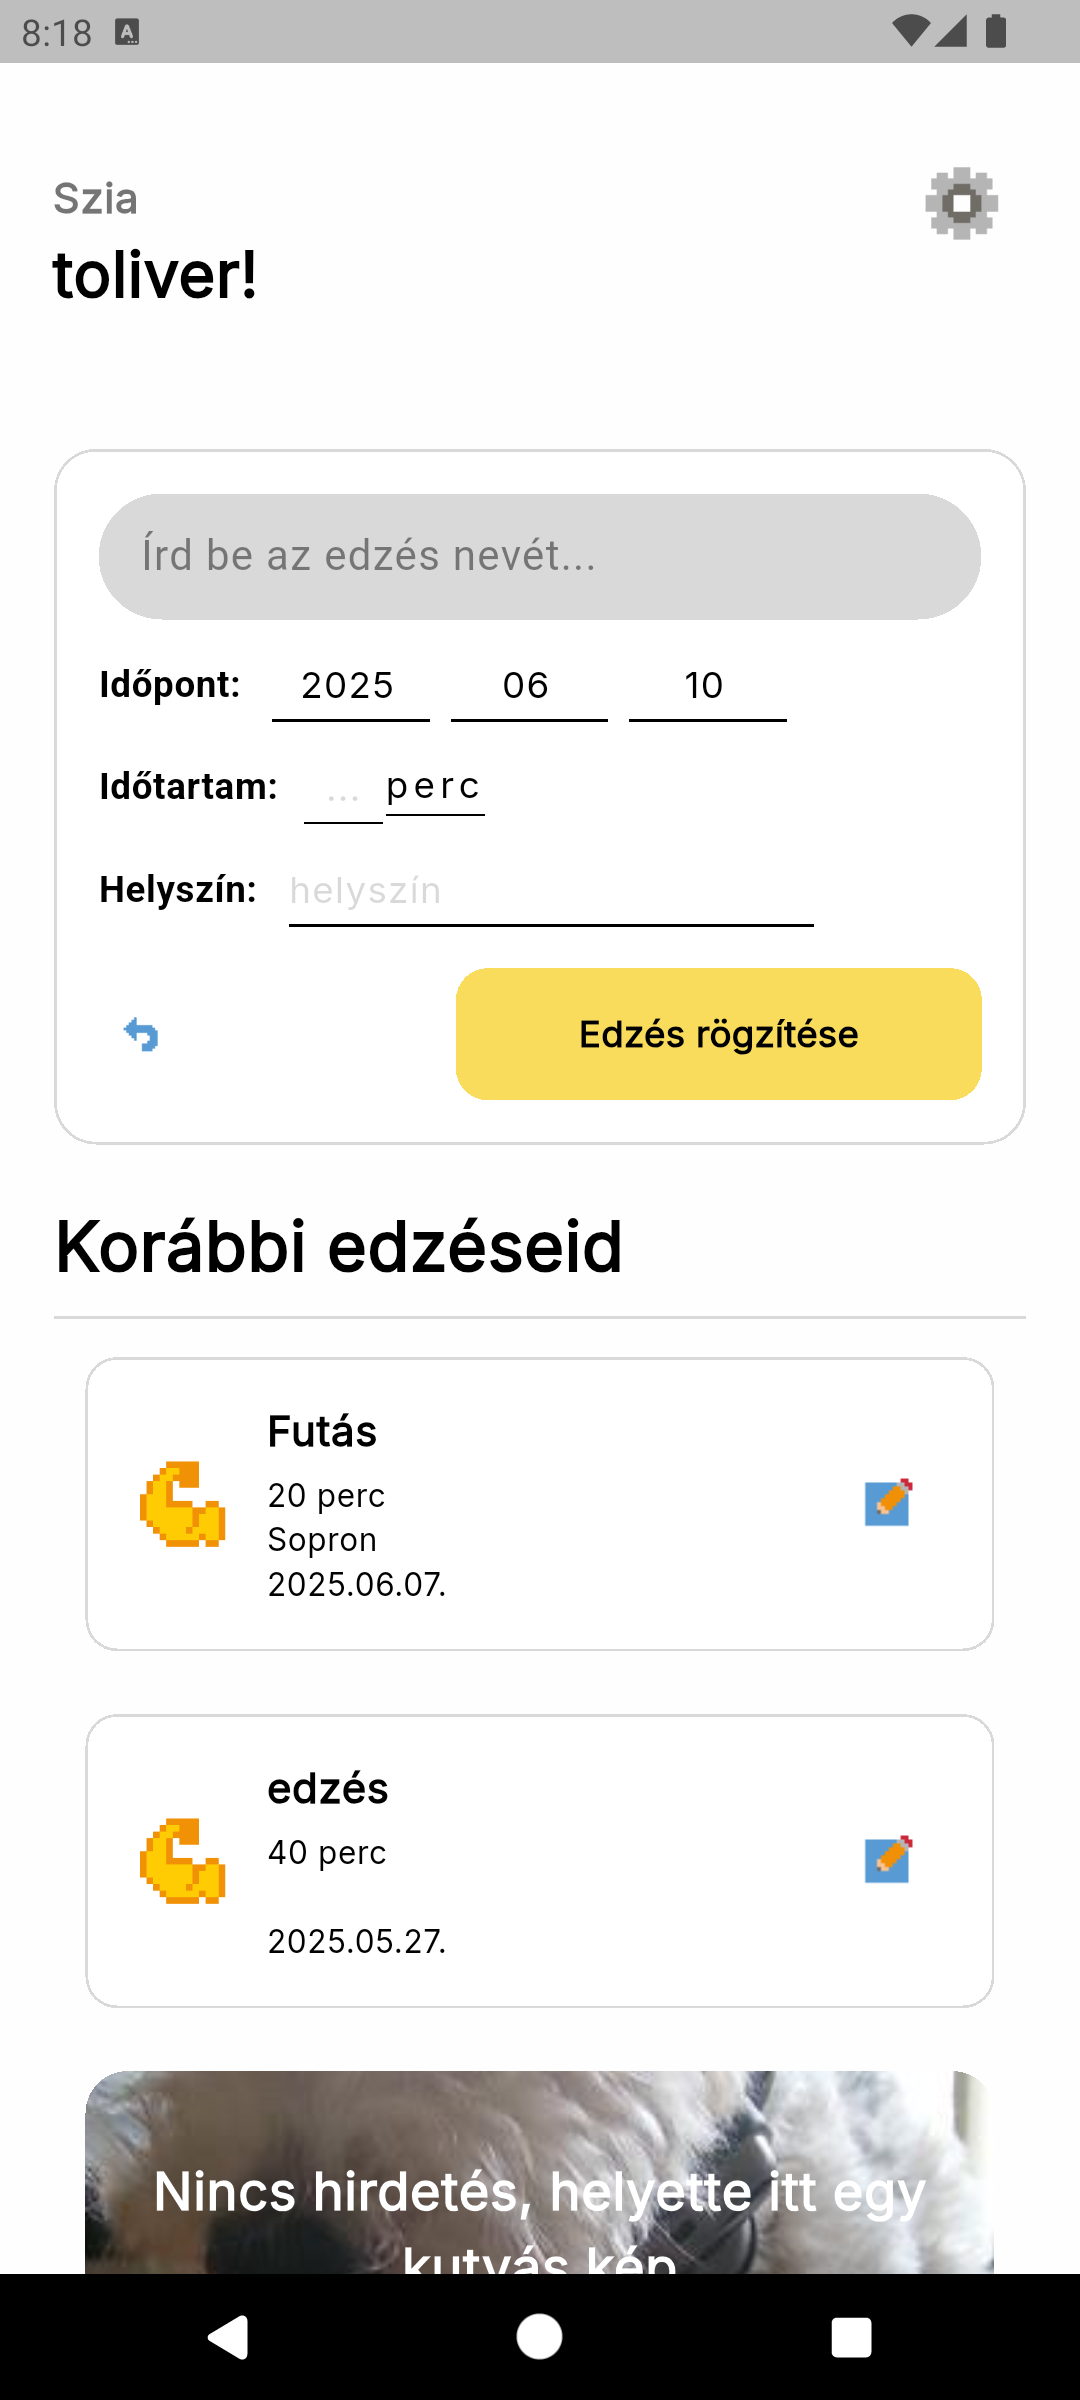 8:18
Szia
toliver!
Írd be az edzés nevét...
Időpont: 2025 06 10
Időtartam: ... perc
Helyszín: helyszín
Edzés rögzítése
Korábbi edzéseid
Futás
20 perc
Sopron
2025.06.07.
edzés
40 perc
2025.05.27.
Nincs hirdetés, helyette itt egy
kutyás kép